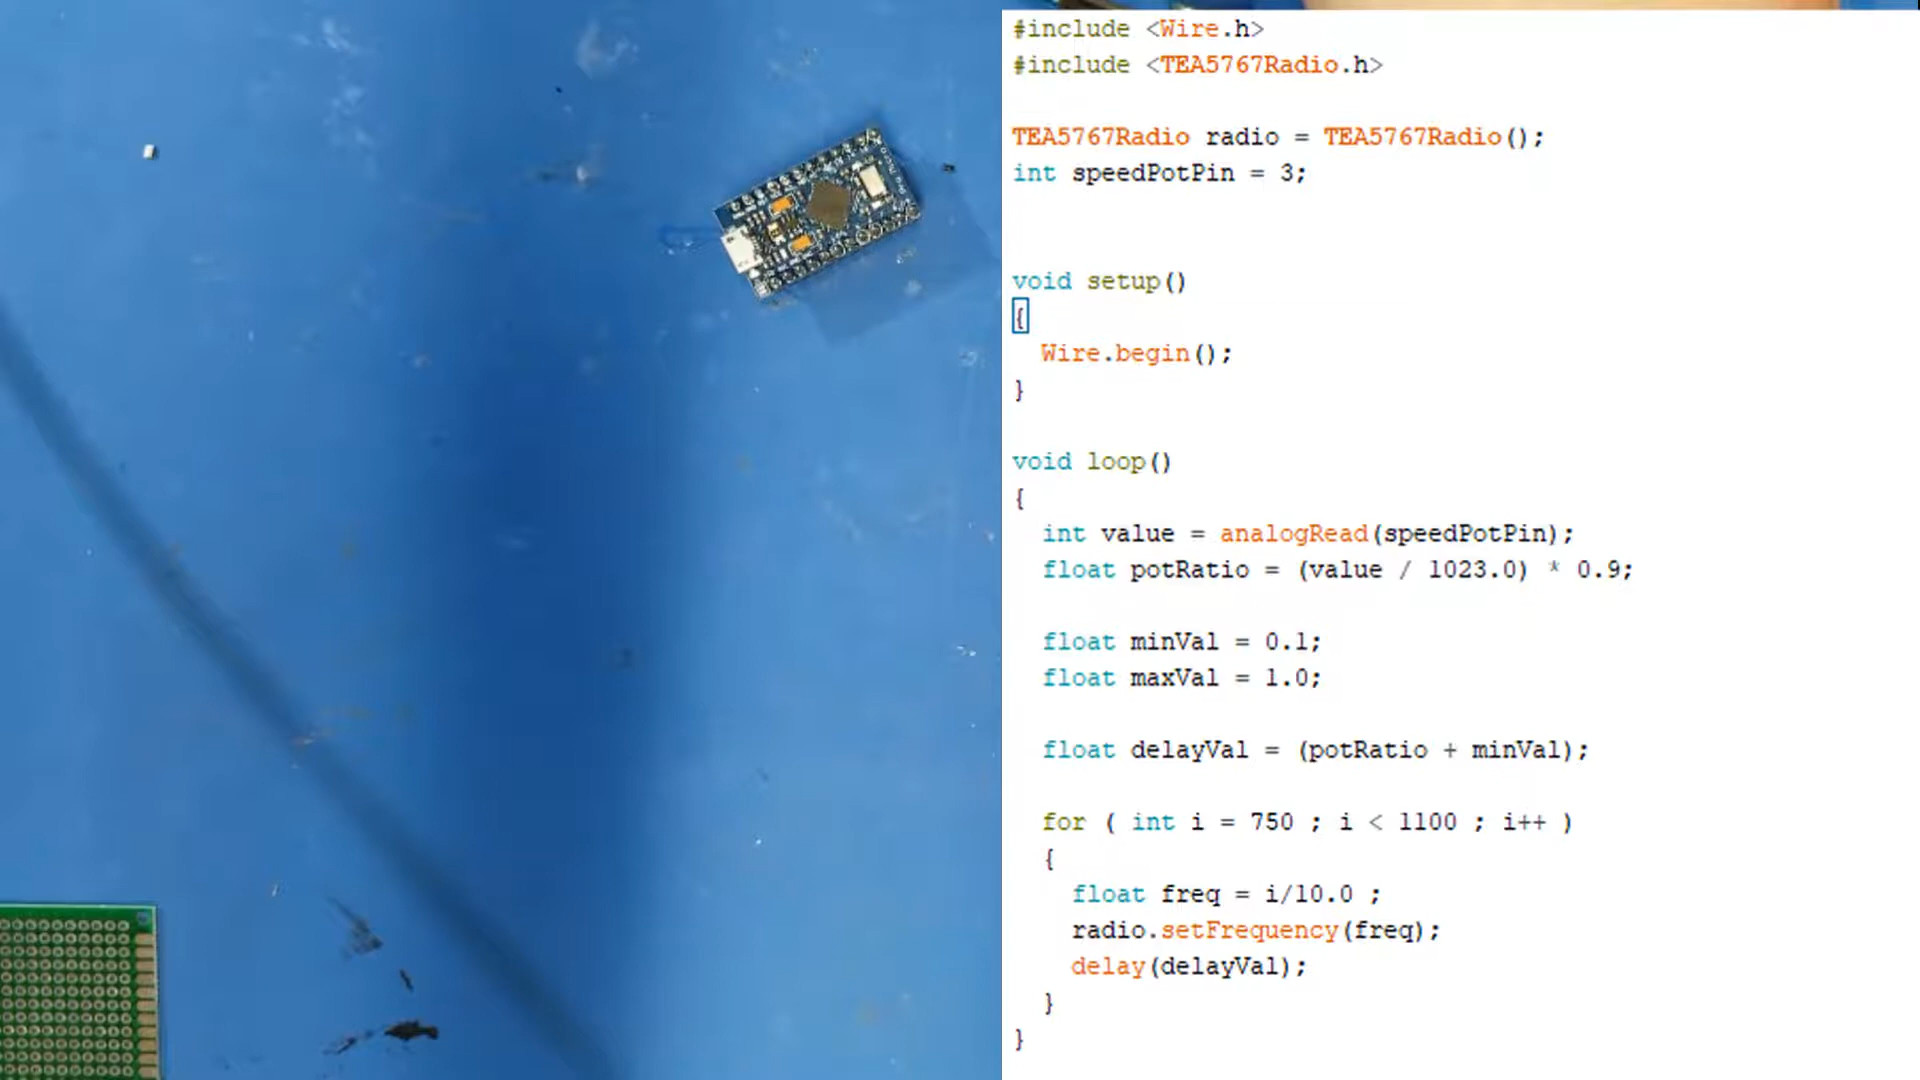 #include <Wire.h>
#include <TEA5767Radio.h>
TEA5767Radio radio = TEA5767Radio();
int speedPotPin = 3;
void setup()
{
Wire.begin();
}
void loop()
{
int value = analogRead(speedPotPin);
float potRatio = (value / 1023.0) * 0.9;
float minVal = 0.1;
float maxVal = 1.0;
float delayVal = (potRatio + minVal);
for ( int i = 750 ; i < 1100 ; i++ )
{
float freq = i/10.0 ;
radio.setFrequency(freq);
delay(delayVal);
}
}